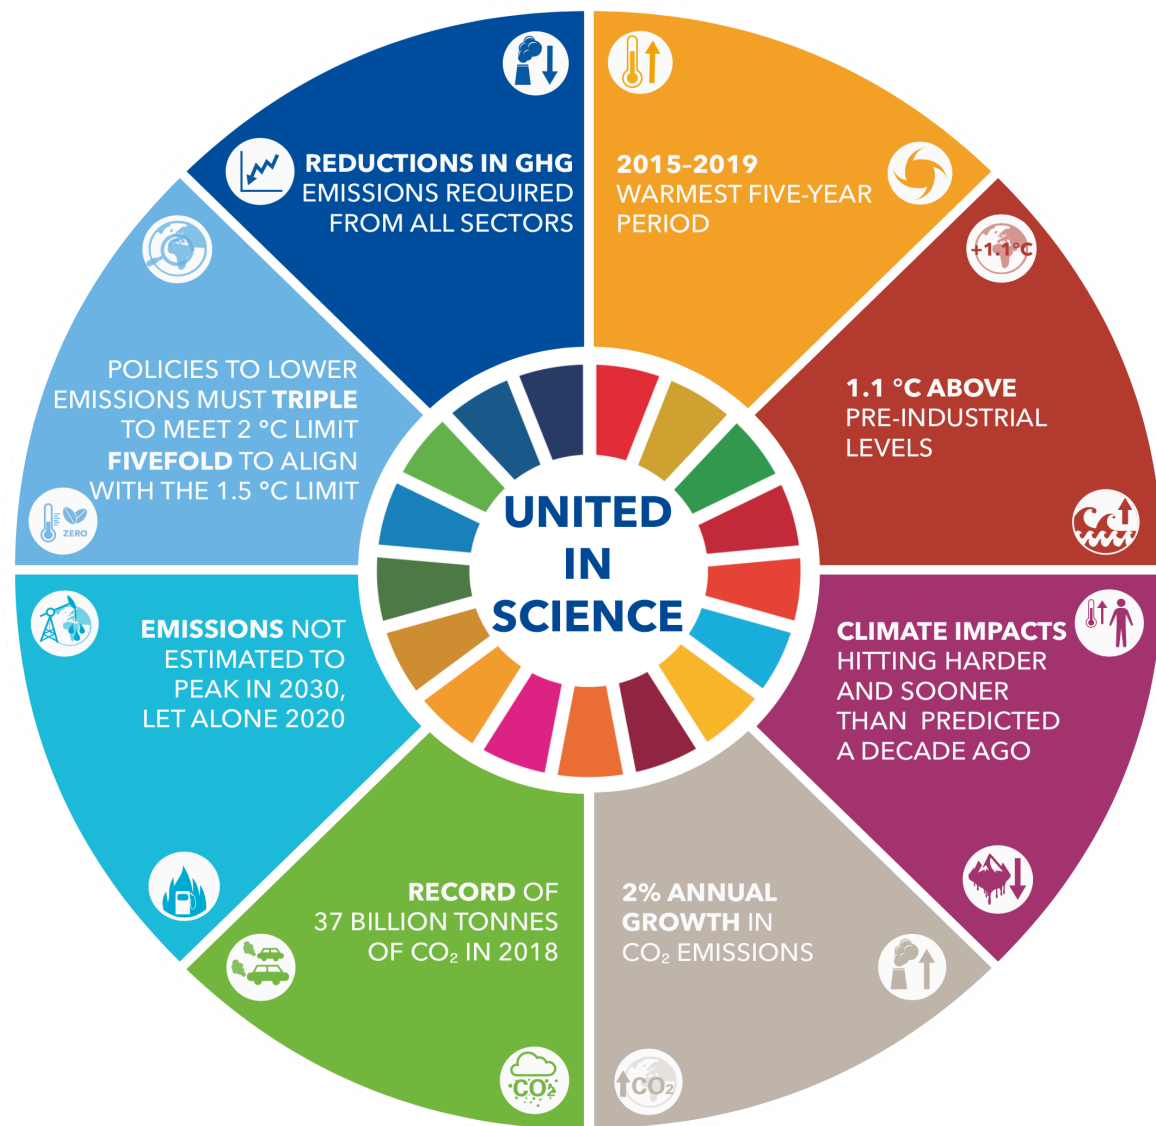 UNITED
IN
SCIENCE
2015–2019
WARMEST FIVE-YEAR
PERIOD
+1.1°C
1.1 °C ABOVE
PRE-INDUSTRIAL
LEVELS
CLIMATE IMPACTS
HITTING HARDER
AND SOONER
THAN PREDICTED
A DECADE AGO
2% ANNUAL
GROWTH IN
CO₂ EMISSIONS
CO₂
RECORD OF
37 BILLION TONNES
OF CO₂ IN 2018
CO₂
EMISSIONS NOT
ESTIMATED TO
PEAK IN 2030,
LET ALONE 2020
POLICIES TO LOWER
EMISSIONS MUST TRIPLE
TO MEET 2 °C LIMIT
FIVEFOLD TO ALIGN
WITH THE 1.5 °C LIMIT
ZERO
REDUCTIONS IN GHG
EMISSIONS REQUIRED
FROM ALL SECTORS